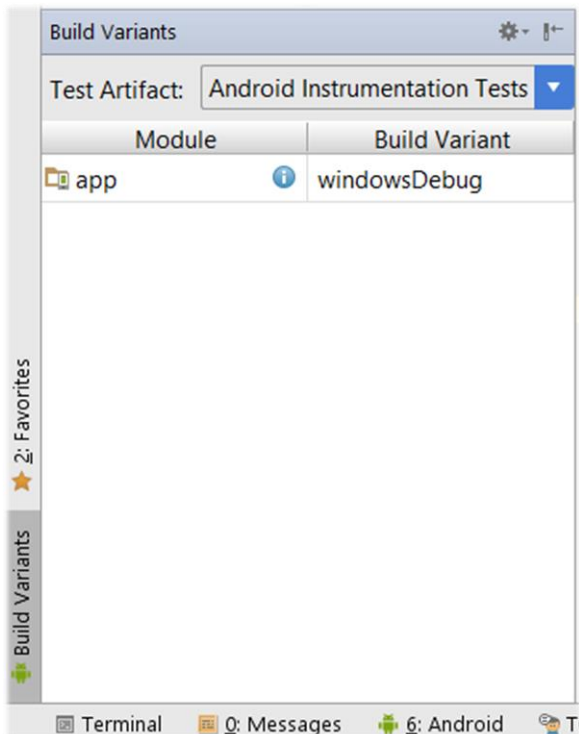 Build Variants
Test Artifact: Android Instrumentation Tests
Module Build Variant
app windowsDebug
2: Favorites
Build Variants
Terminal 0: Messages 6: Android